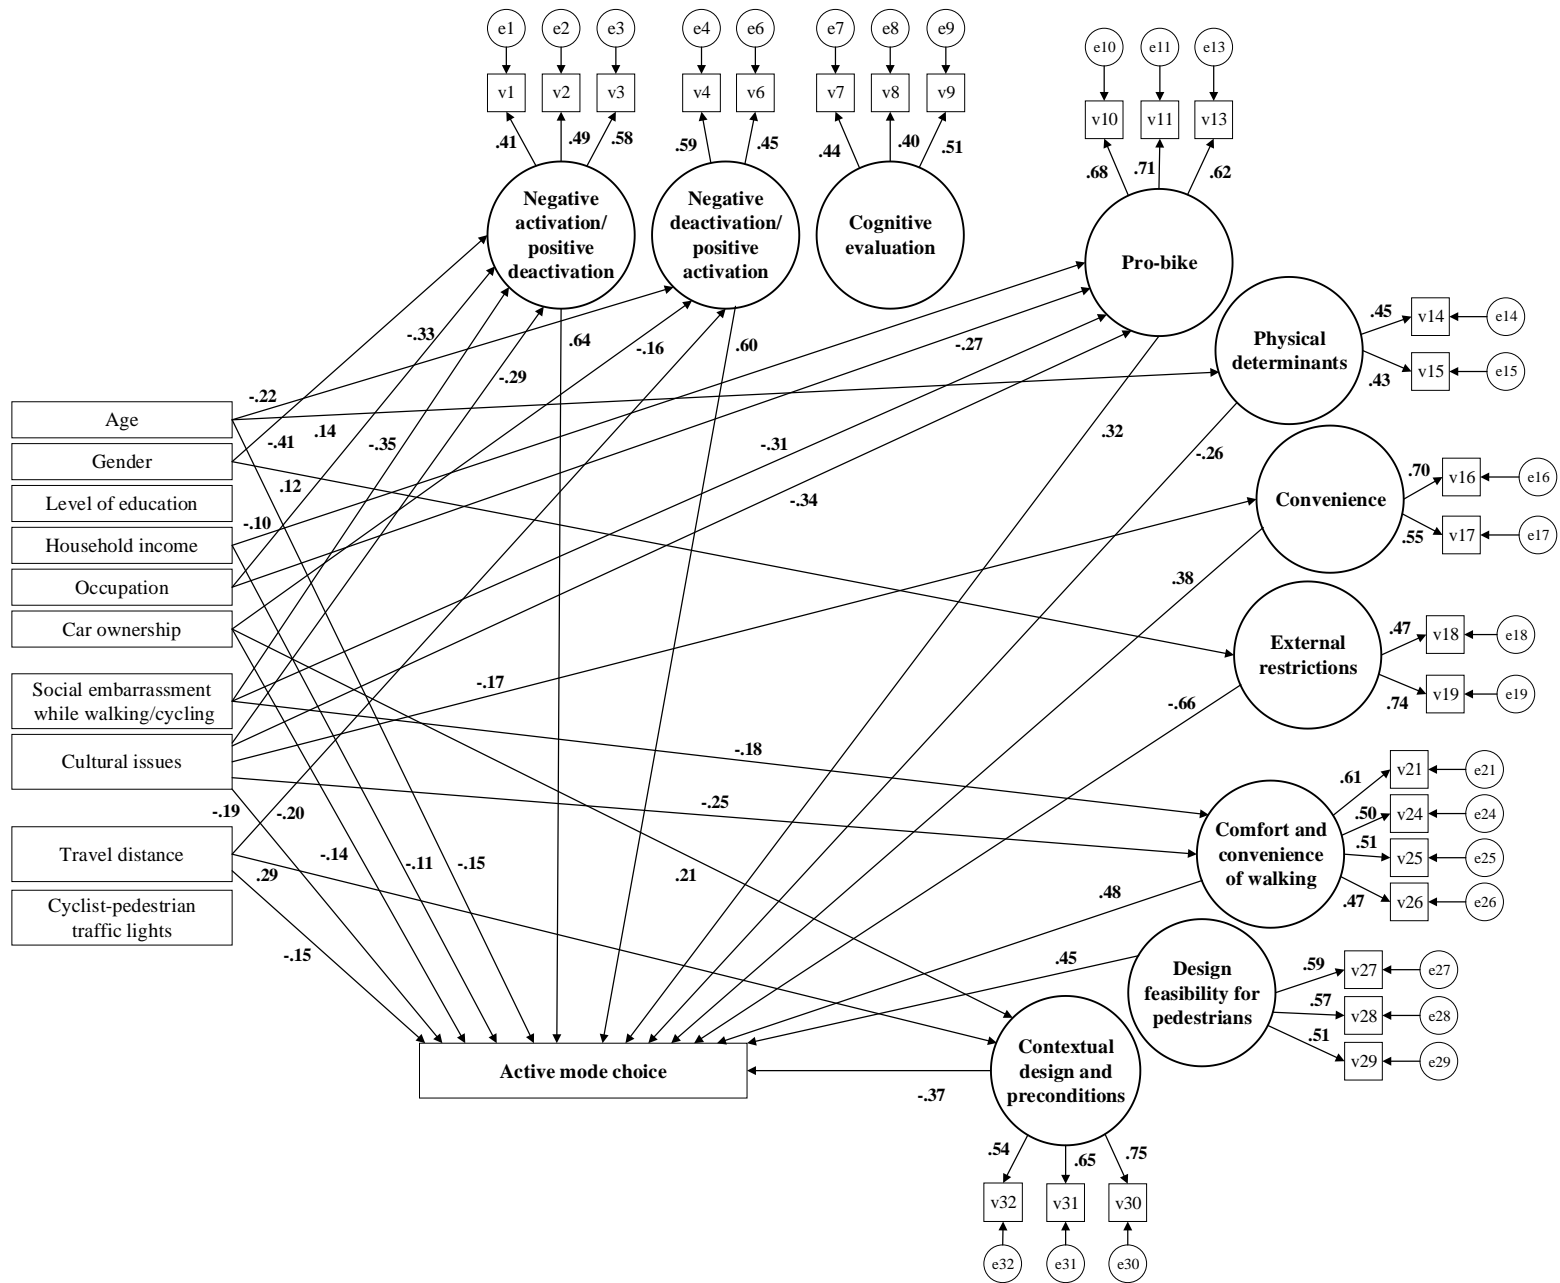 e1 e2 e3 e4 e6 e7 e8 e9
e10 e11 e13
v1 v2 v3 v4 v6 v7 v8 v9
v10 v11 v13
.41 .49 .58 .59 .45 .44 .40 .51
.68 .71 .62
Negative
activation/
positive
deactivation
Negative
deactivation/
positive
activation
Cognitive
evaluation
Pro-bike
Physical
determinants
.45 v14 e14
.43 v15 e15
-.33
.64
-.16
.60
-.27
-.29
-.22
Age
-.41
.14
-.35
-.31
.32
-.26
Gender
.12
Level of education
-.10
-.34
Convenience
.70 v16 e16
.55 v17 e17
Household income
Occupation
.38
Car ownership
External
restrictions
.47 v18 e18
.74 v19 e19
Social embarrassment
while walking/cycling
-.17
-.66
Cultural issues
-.18
-.25
-.19
-.20
Comfort and
convenience
of walking
.61 v21 e21
.50 v24 e24
.51 v25 e25
.47 v26 e26
Travel distance
.29
-.14
-.11
-.15
.21
.48
Cyclist-pedestrian
traffic lights
-.15
.45
Design
feasibility for
pedestrians
.59 v27 e27
.57 v28 e28
.51 v29 e29
Active mode choice
-.37
Contextual
design and
preconditions
.54 .65 .75
v32 v31 v30
e32 e31 e30